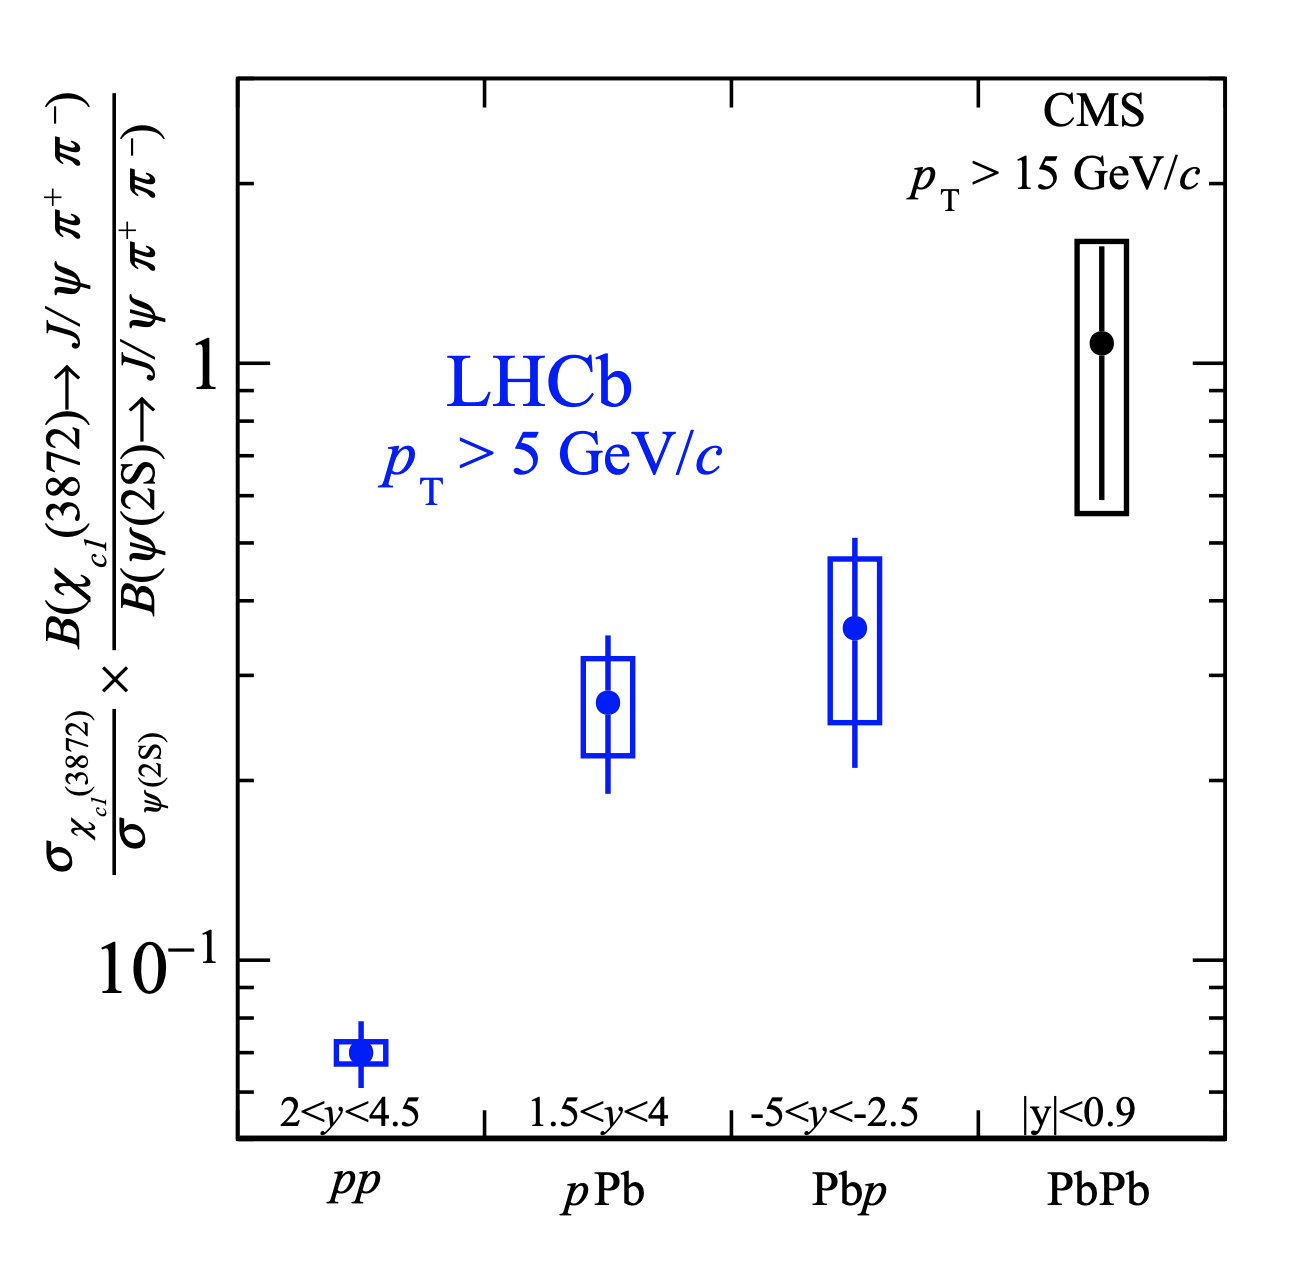 CMS
p_T > 15 GeV/c
LHCb
p_T > 5 GeV/c
σ_χ_c1(3872) / σ_ψ(2S) × B(χ_c1(3872)→ J/ψ π⁺ π⁻) / B(ψ(2S)→ J/ψ π⁺ π⁻)
1
10⁻¹
2<y<4.5 1.5<y<4 -5<y<-2.5 |y|<0.9
pp pPb Pbp PbPb